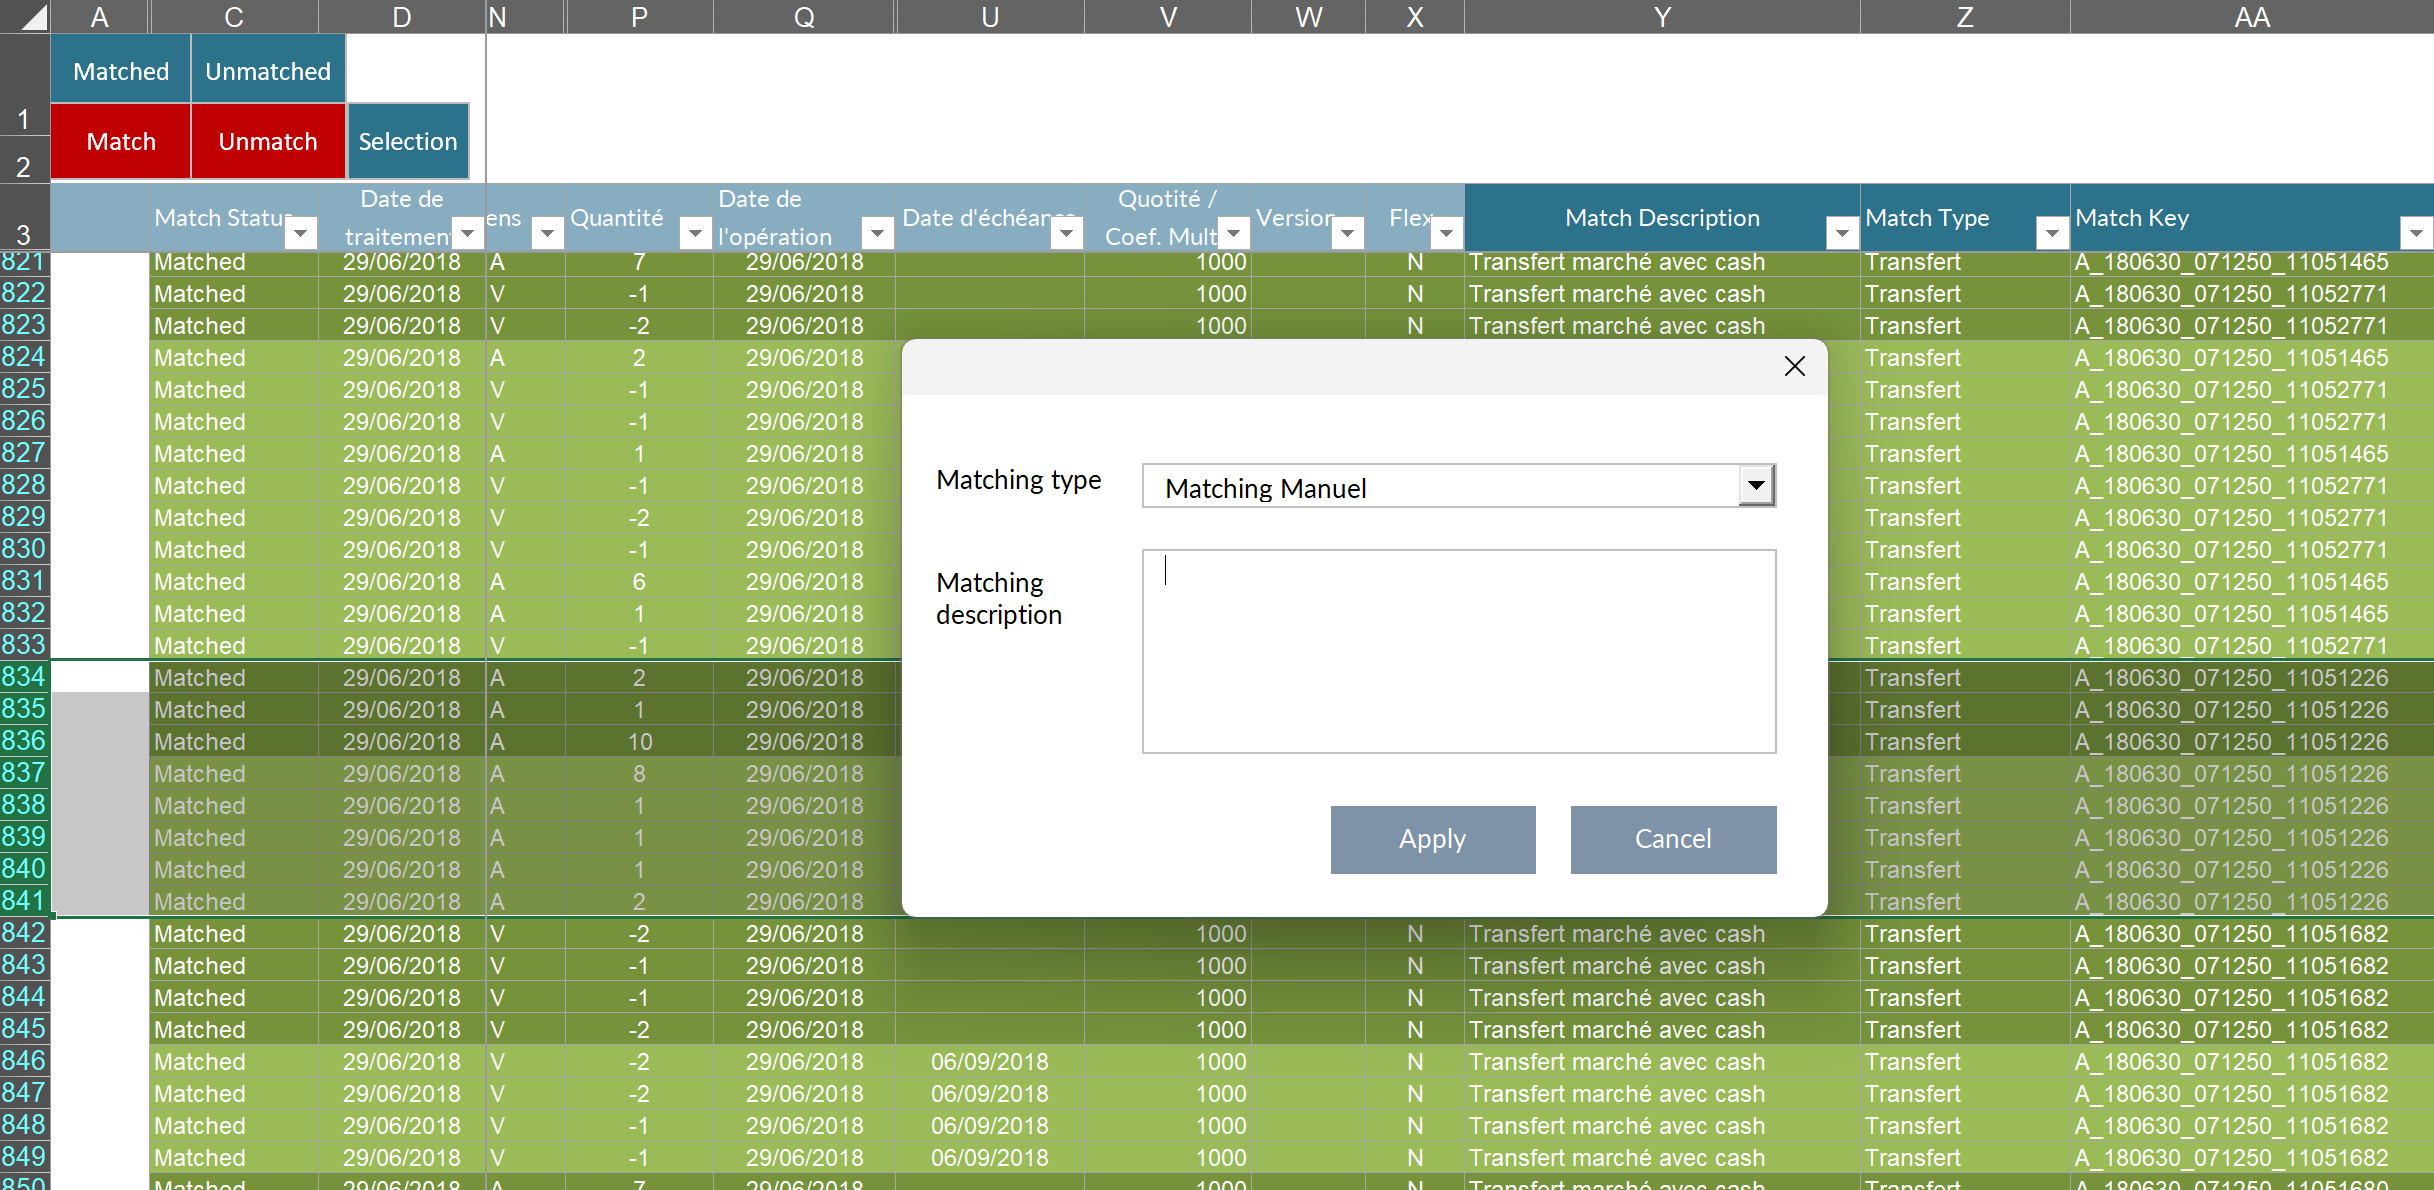 A C D N P Q U V W X Y Z AA
Matched Unmatched
1
Match Unmatch Selection
2
3 Match Status Date de traitement ens Quantité Date de l'opération Date d'échéance Quotité / Coef. Mult Version Flex Match Description Match Type Match Key
821 Matched 29/06/2018 A 7 29/06/2018 1000 N Transfert marché avec cash Transfert A_180630_071250_11051465
822 Matched 29/06/2018 V -1 29/06/2018 1000 N Transfert marché avec cash Transfert A_180630_071250_11052771
823 Matched 29/06/2018 V -2 29/06/2018 1000 N Transfert marché avec cash Transfert A_180630_071250_11052771
824 Matched 29/06/2018 A 2 29/06/2018 Transfert A_180630_071250_11051465
825 Matched 29/06/2018 V -1 29/06/2018 Transfert A_180630_071250_11052771
826 Matched 29/06/2018 V -1 29/06/2018 Transfert A_180630_071250_11052771
827 Matched 29/06/2018 A 1 29/06/2018 Transfert A_180630_071250_11051465
828 Matched 29/06/2018 V -1 29/06/2018 Transfert A_180630_071250_11052771
829 Matched 29/06/2018 V -2 29/06/2018 Transfert A_180630_071250_11052771
830 Matched 29/06/2018 V -1 29/06/2018 Transfert A_180630_071250_11052771
831 Matched 29/06/2018 A 6 29/06/2018 Transfert A_180630_071250_11051465
832 Matched 29/06/2018 A 1 29/06/2018 Transfert A_180630_071250_11051465
833 Matched 29/06/2018 V -1 29/06/2018 Transfert A_180630_071250_11052771
834 Matched 29/06/2018 A 2 29/06/2018 Transfert A_180630_071250_11051226
835 Matched 29/06/2018 A 1 29/06/2018 Transfert A_180630_071250_11051226
836 Matched 29/06/2018 A 10 29/06/2018 Transfert A_180630_071250_11051226
837 Matched 29/06/2018 A 8 29/06/2018 Transfert A_180630_071250_11051226
838 Matched 29/06/2018 A 1 29/06/2018 Transfert A_180630_071250_11051226
839 Matched 29/06/2018 A 1 29/06/2018 Transfert A_180630_071250_11051226
840 Matched 29/06/2018 A 1 29/06/2018 Transfert A_180630_071250_11051226
841 Matched 29/06/2018 A 2 29/06/2018 Transfert A_180630_071250_11051226
842 Matched 29/06/2018 V -2 29/06/2018 1000 N Transfert marché avec cash Transfert A_180630_071250_11051682
843 Matched 29/06/2018 V -1 29/06/2018 1000 N Transfert marché avec cash Transfert A_180630_071250_11051682
844 Matched 29/06/2018 V -1 29/06/2018 1000 N Transfert marché avec cash Transfert A_180630_071250_11051682
845 Matched 29/06/2018 V -2 29/06/2018 1000 N Transfert marché avec cash Transfert A_180630_071250_11051682
846 Matched 29/06/2018 V -2 29/06/2018 06/09/2018 1000 N Transfert marché avec cash Transfert A_180630_071250_11051682
847 Matched 29/06/2018 V -2 29/06/2018 06/09/2018 1000 N Transfert marché avec cash Transfert A_180630_071250_11051682
848 Matched 29/06/2018 V -1 29/06/2018 06/09/2018 1000 N Transfert marché avec cash Transfert A_180630_071250_11051682
849 Matched 29/06/2018 V -1 29/06/2018 06/09/2018 1000 N Transfert marché avec cash Transfert A_180630_071250_11051682
850 Matched 29/06/2018 A 7 29/06/2018 1000 N Transfert marché avec cash Transfert
Matching type Matching Manuel
Matching
description
Apply Cancel